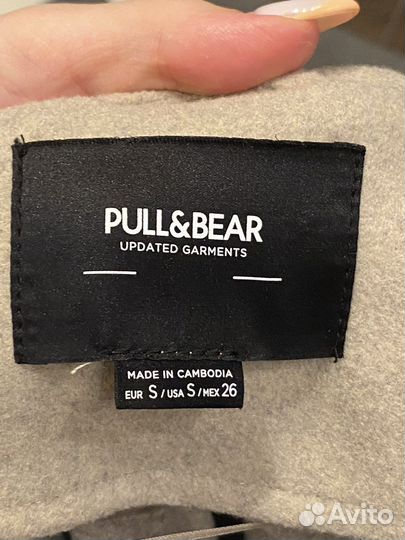 PULL&BEAR
UPDATED GARMENTS
MADE IN CAMBODIA
EUR S / USA S / MEX 26
Avito